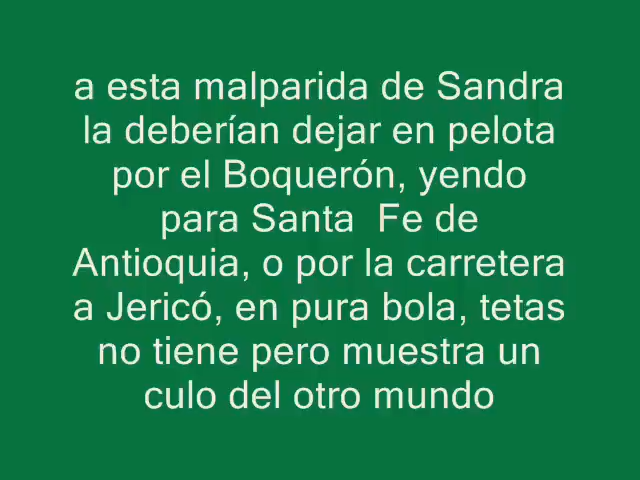 a esta malparida de Sandra
la deberían dejar en pelota
por el Boquerón, yendo
para Santa  Fe de
Antioquia, o por la carretera
a Jericó, en pura bola, tetas
no tiene pero muestra un
culo del otro mundo